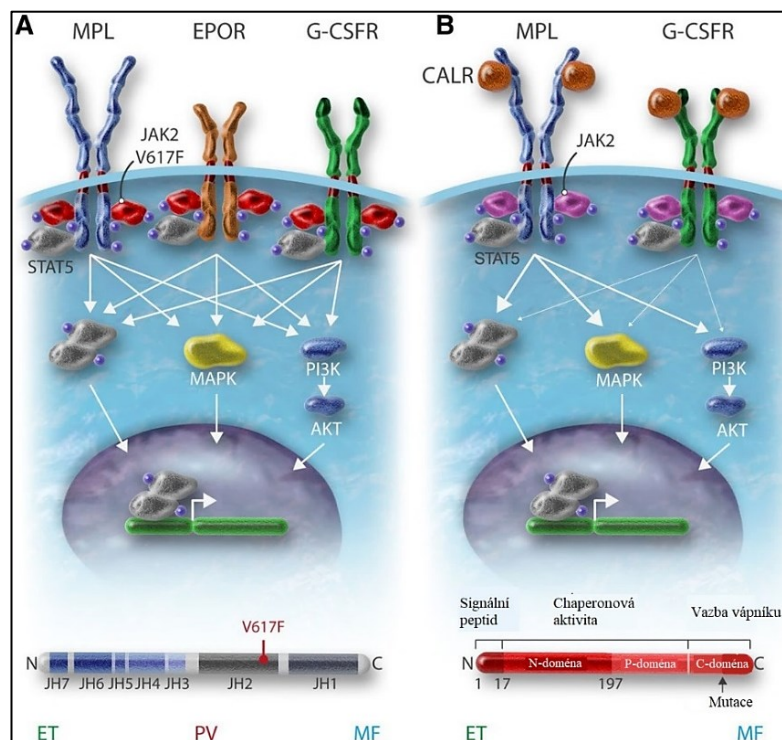 A
MPL EPOR G-CSFR
JAK2
V617F
STAT5
MAPK
PI3K
AKT
V617F
N C
JH7 JH6 JH5 JH4 JH3 JH2 JH1
ET PV MF
B
MPL G-CSFR
CALR
JAK2
STAT5
MAPK
PI3K
AKT
Signální
peptid
Chaperonová
aktivita
Vazba vápníku
N N-doména P-doména C-doména C
1 17 197
Mutace
ET MF